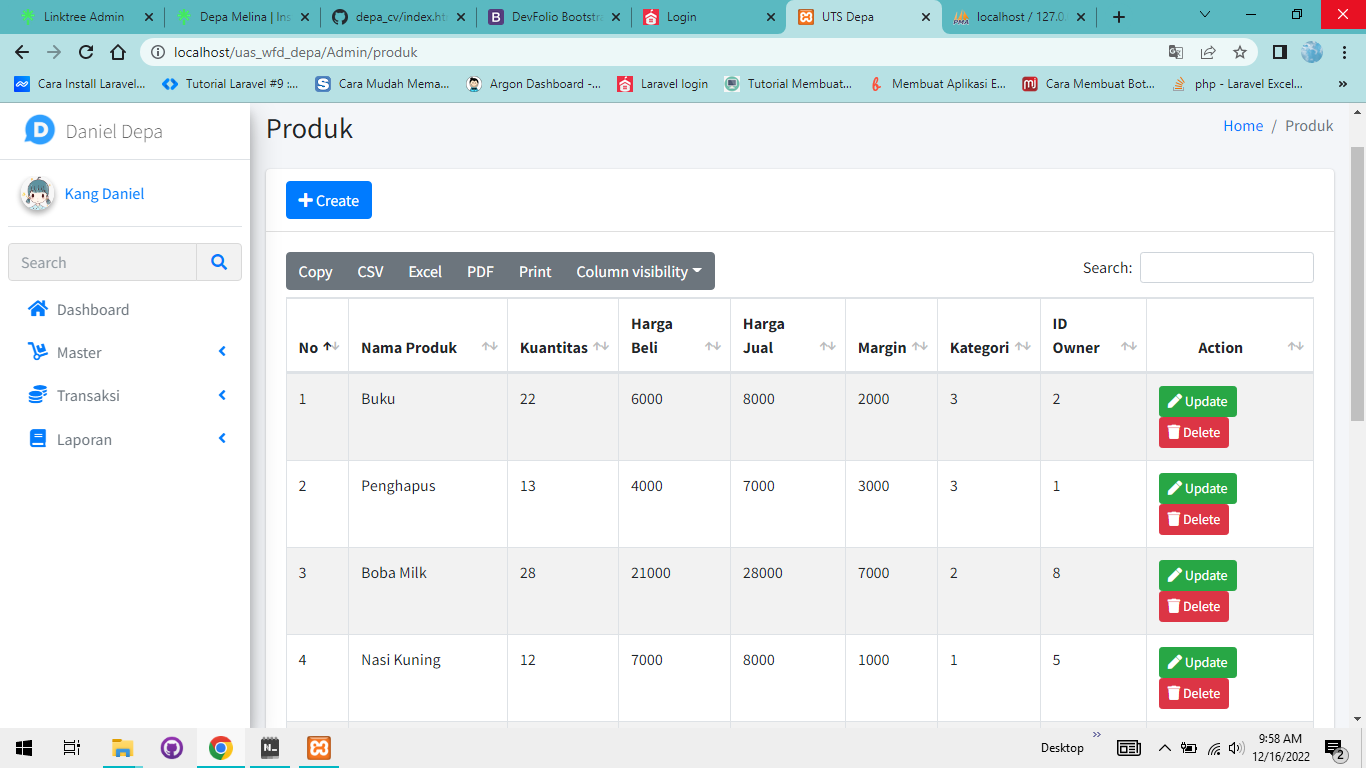 Linktree Admin
Depa Melina | Ins
depa_cv/index.ht
DevFolio Bootstra
Login
UTS Depa
localhost / 127.0.
localhost/uas_wfd_depa/Admin/produk
Cara Install Laravel...
Tutorial Laravel #9 :...
Cara Mudah Mema...
Argon Dashboard -...
Laravel login
Tutorial Membuat...
Membuat Aplikasi E...
Cara Membuat Bot...
php - Laravel Excel...
»
Daniel Depa
Produk
Home / Produk
Kang Daniel
Create
Search
Copy CSV Excel PDF Print Column visibility
Search:
Dashboard
Master
Transaksi
Laporan
No Nama Produk Kuantitas Harga Beli Harga Jual Margin Kategori ID Owner Action
1 Buku 22 6000 8000 2000 3 2 Update
Delete
2 Penghapus 13 4000 7000 3000 3 1 Update
Delete
3 Boba Milk 28 21000 28000 7000 2 8 Update
Delete
4 Nasi Kuning 12 7000 8000 1000 1 5 Update
Delete
Desktop
»
9:58 AM
12/16/2022
2